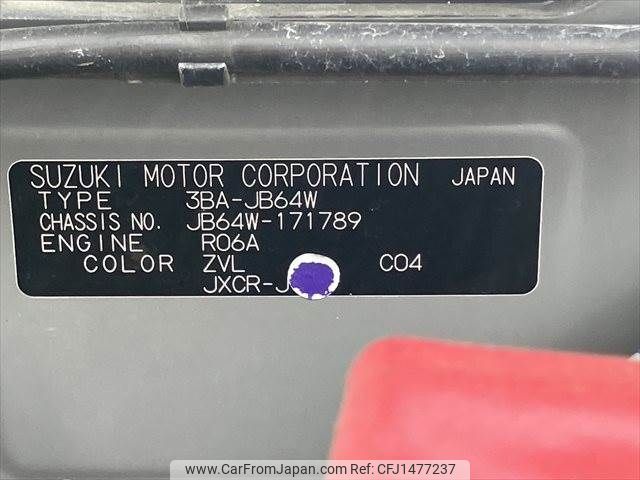 SUZUKI MOTOR CORPORATION JAPAN
TYPE 3BA-JB64W
CHASSIS NO. JB64W-171789
ENGINE R06A
COLOR ZVL C04
JXCR-J
www.CarFromJapan.com CFJ1477237